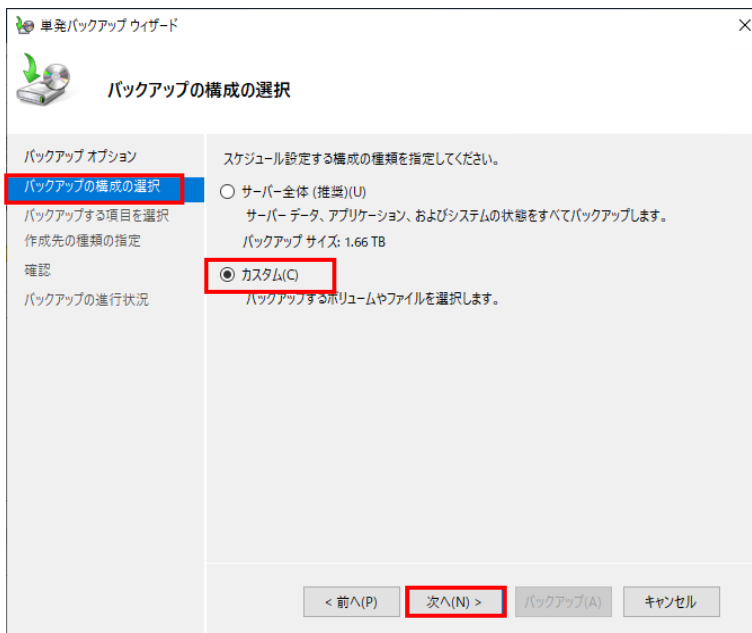 単発バックアップ ウィザード
バックアップの構成の選択
バックアップ オプション
バックアップの構成の選択
バックアップする項目を選択
作成先の種類の指定
確認
バックアップの進行状況
スケジュール設定する構成の種類を指定してください。
サーバー全体 (推奨)(U)
サーバー データ、アプリケーション、およびシステムの状態をすべてバックアップします。
バックアップ サイズ: 1.66 TB
カスタム(C)
バックアップするボリュームやファイルを選択します。
< 前へ(P)
次へ(N) >
バックアップ(A)
キャンセル